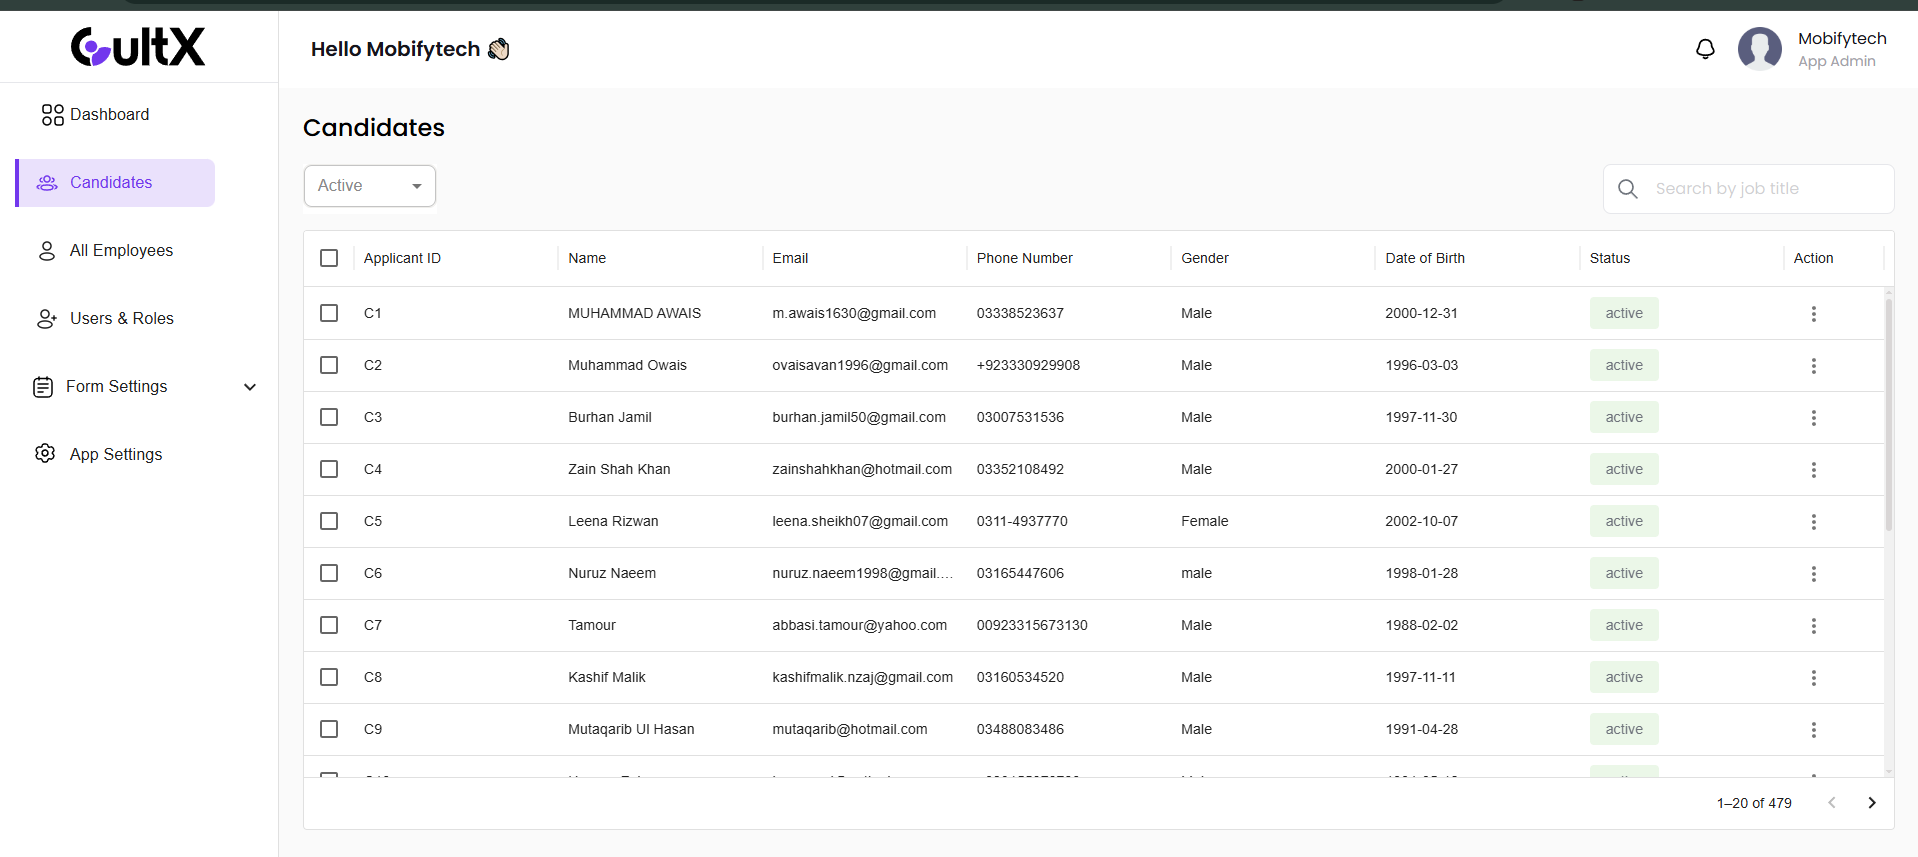 CultX
Hello Mobifytech
Mobifytech
App Admin
Dashboard
Candidates
All Employees
Users & Roles
Form Settings
App Settings
Candidates
Active
Search by job title
Applicant ID Name Email Phone Number Gender Date of Birth Status Action
C1 MUHAMMAD AWAIS m.awais1630@gmail.com 03338523637 Male 2000-12-31 active
C2 Muhammad Owais ovaisavan1996@gmail.com +923330929908 Male 1996-03-03 active
C3 Burhan Jamil burhan.jamil50@gmail.com 03007531536 Male 1997-11-30 active
C4 Zain Shah Khan zainshahkhan@hotmail.com 03352108492 Male 2000-01-27 active
C5 Leena Rizwan leena.sheikh07@gmail.com 0311-4937770 Female 2002-10-07 active
C6 Nuruz Naeem nuruz.naeem1998@gmail.... 03165447606 male 1998-01-28 active
C7 Tamour abbasi.tamour@yahoo.com 00923315673130 Male 1988-02-02 active
C8 Kashif Malik kashifmalik.nzaj@gmail.com 03160534520 Male 1997-11-11 active
C9 Mutaqarib Ul Hasan mutaqarib@hotmail.com 03488083486 Male 1991-04-28 active
1–20 of 479